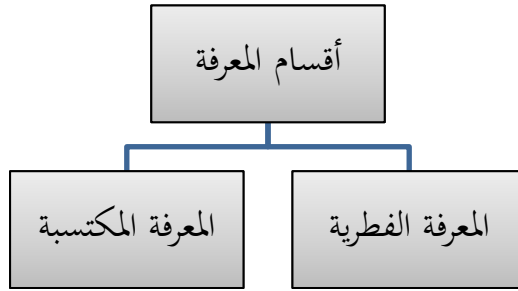 أقسام المعرفة
المعرفة الفطرية
المعرفة المكتسبة